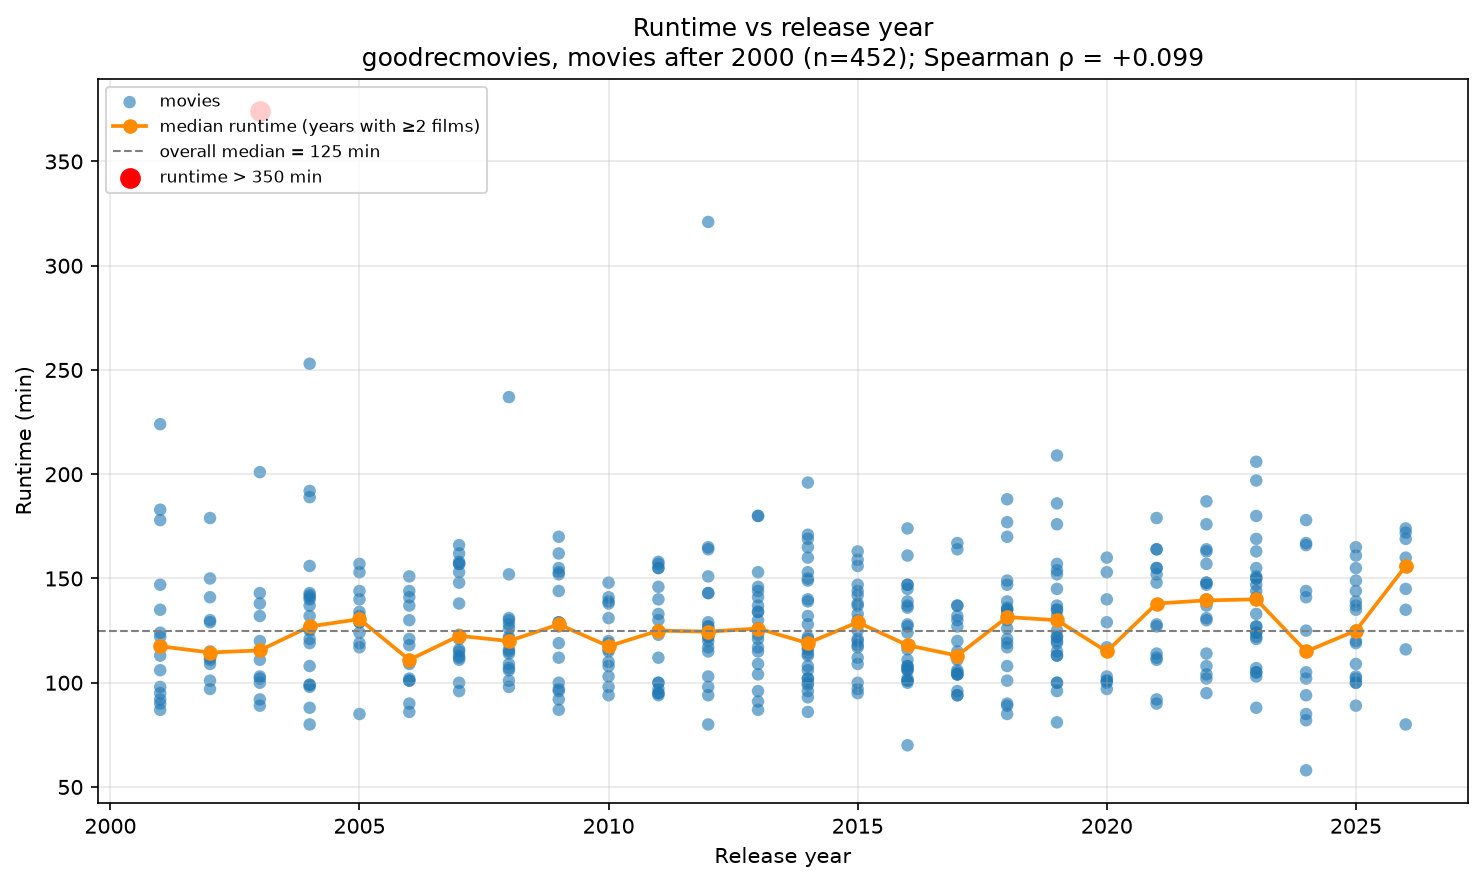 Runtime vs release year
goodrecmovies, movies after 2000 (n=452); Spearman ρ = +0.099
movies
median runtime (years with ≥2 films)
overall median = 125 min
runtime > 350 min
Runtime (min)
350
300
250
200
150
100
50
2000 2005 2010 2015 2020 2025
Release year